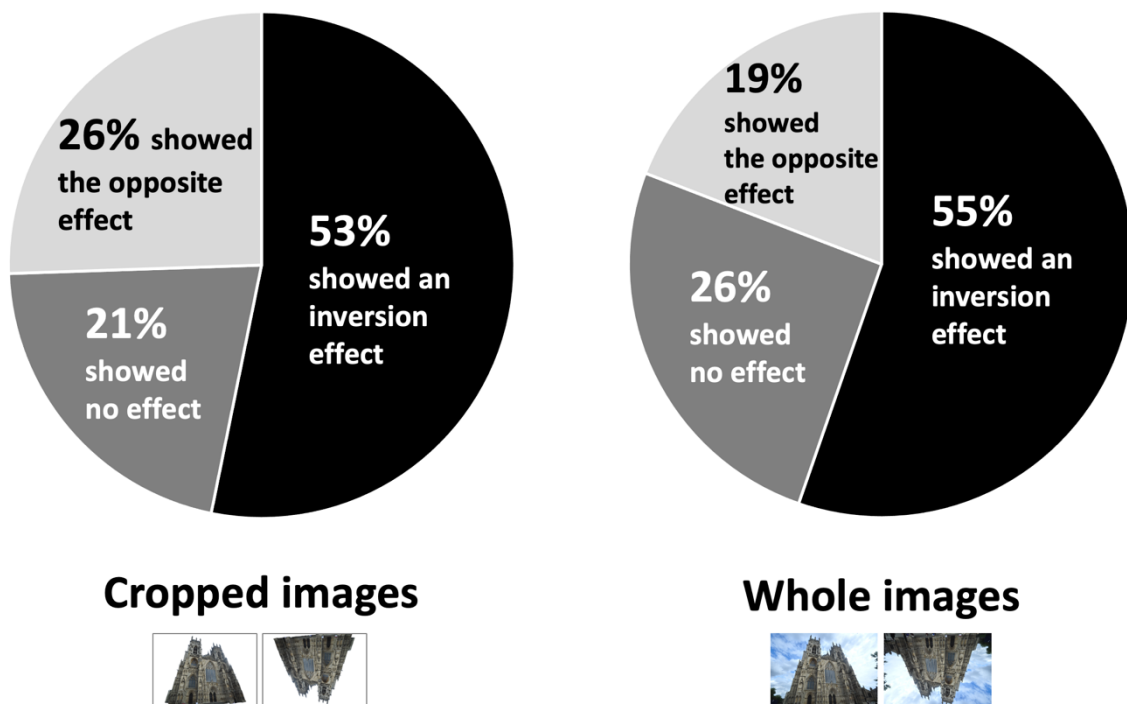 26% showed
the opposite
effect
53%
showed an
inversion
effect
21%
showed
no effect
Cropped images
19%
showed
the opposite
effect
55%
showed an
inversion
effect
26%
showed
no effect
Whole images